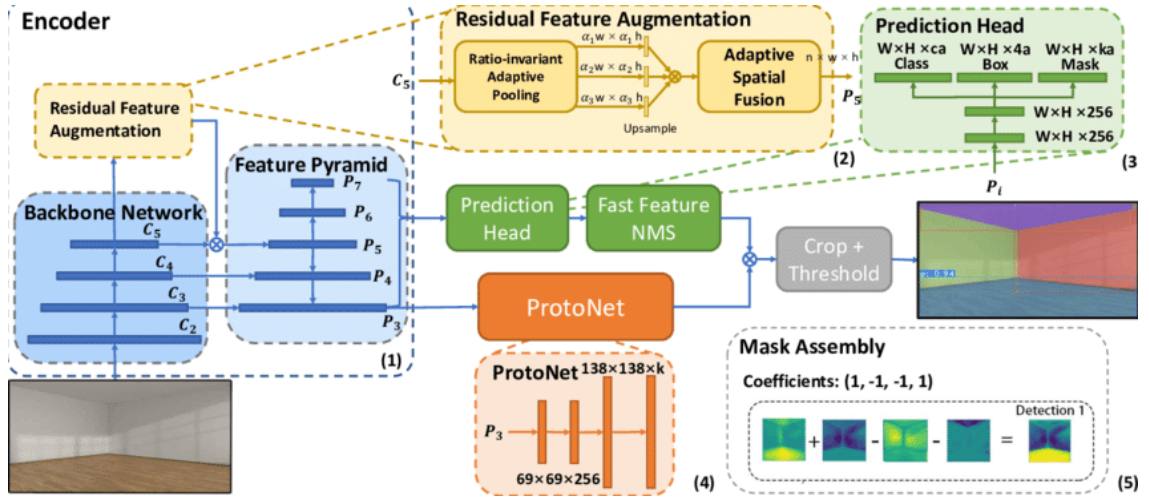 Encoder
Residual Feature
Augmentation
Backbone Network
C5
C4
C3
C2
Feature Pyramid
P7
P6
P5
P4
P3
(1)
Residual Feature Augmentation
C5
Ratio-invariant
Adaptive
Pooling
α1w × α1h
α2w × α2h
α3w × α3h
Upsample
Adaptive
Spatial
Fusion
n × w × h
P5
(2)
Prediction Head
W×H ×ca
Class
W×H ×4a
Box
W×H ×ka
Mask
W×H ×256
W×H ×256
Pi
(3
Prediction
Head
Fast Feature
NMS
ProtoNet
Crop +
Threshold
ProtoNet
138×138×k
P3
69×69×256
(4)
Mask Assembly
Coefficients: (1, -1, -1, 1)
Detection 1
+ - - =
(5)